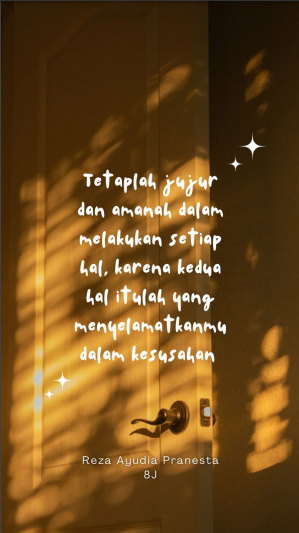 Tetaplah jujur
dan amanah dalam
melakukan setiap
hal, karena kedua
hal itulah yang
menyelamatkanmu
dalam kesusahan
Reza Ayudia Pranesta
8J